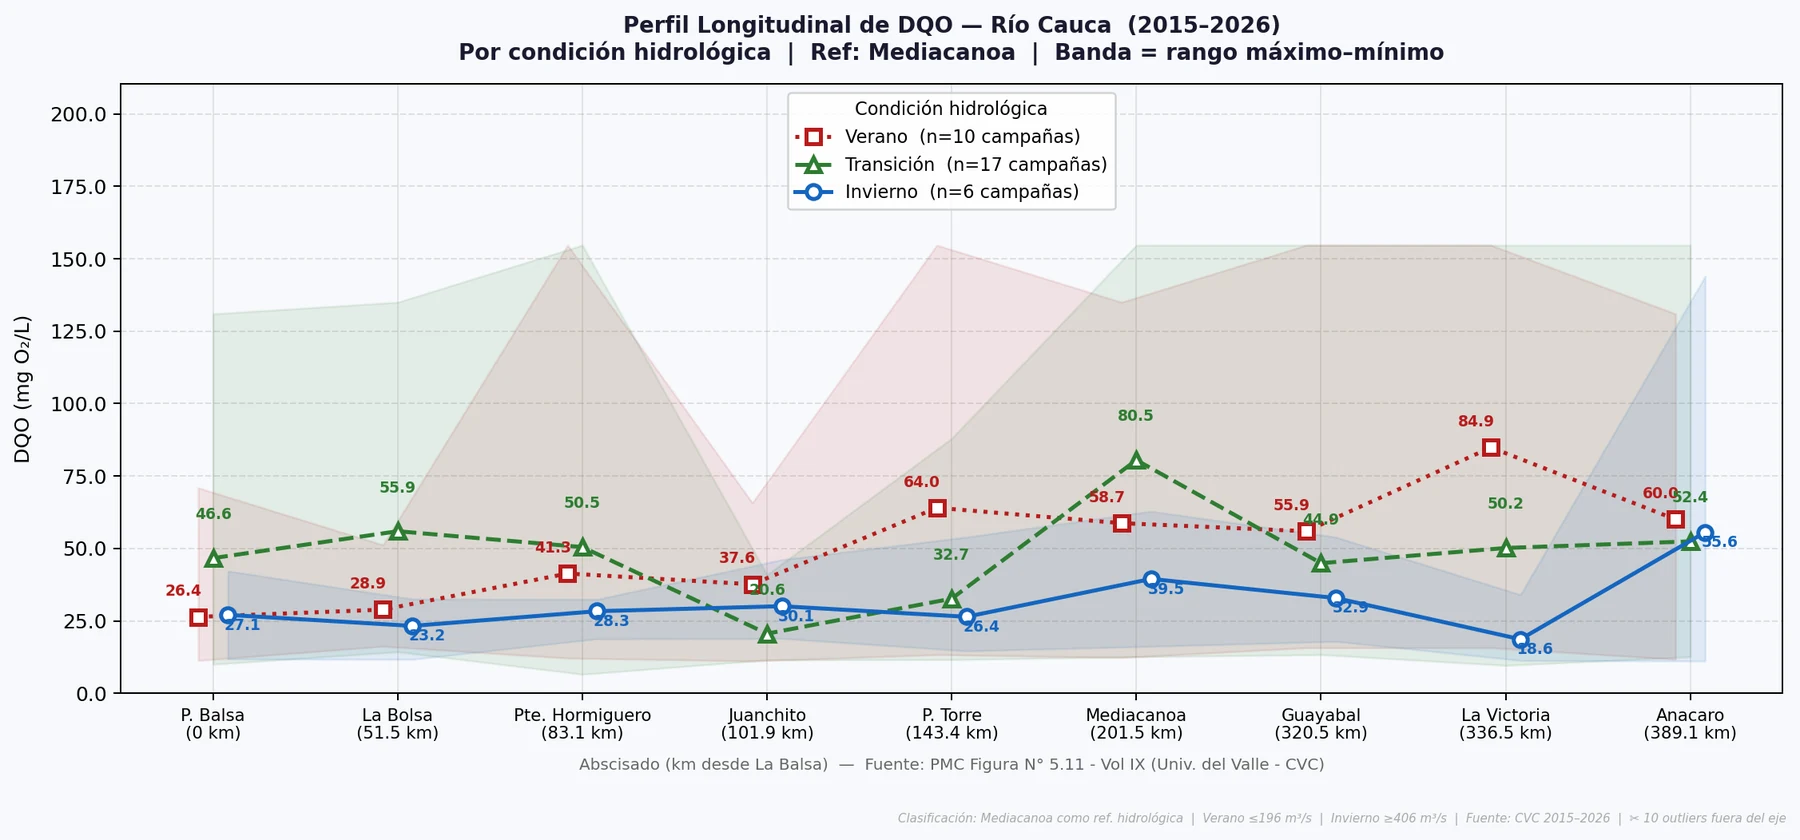 Perfil Longitudinal de DQO — Río Cauca  (2015–2026)
Por condición hidrológica  |  Ref: Mediacanoa  |  Banda = rango máximo–mínimo
DQO (mg O₂/L)
200.0
175.0
150.0
125.0
100.0
75.0
50.0
25.0
0.0
Condición hidrológica
Verano  (n=10 campañas)
Transición  (n=17 campañas)
Invierno  (n=6 campañas)
26.4
28.9
41.3
37.6
64.0
58.7
55.9
84.9
60.0
46.6
55.9
50.5
20.6
32.7
80.5
44.9
50.2
52.4
27.1
23.2
28.3
30.1
26.4
39.5
32.9
18.6
55.6
P. Balsa
(0 km)
La Bolsa
(51.5 km)
Pte. Hormiguero
(83.1 km)
Juanchito
(101.9 km)
P. Torre
(143.4 km)
Mediacanoa
(201.5 km)
Guayabal
(320.5 km)
La Victoria
(336.5 km)
Anacaro
(389.1 km)
Abscisado (km desde La Balsa)  —  Fuente: PMC Figura N° 5.11 - Vol IX (Univ. del Valle - CVC)
Clasificación: Mediacanoa como ref. hidrológica  |  Verano ≤196 m³/s  |  Invierno ≥406 m³/s  |  Fuente: CVC 2015–2026  |  ✂ 10 outliers fuera del eje